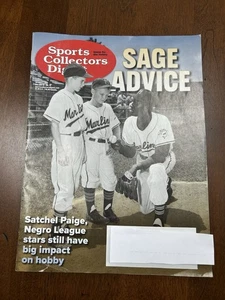 Sports
Collectors
Digest
SAGE
ADVICE
Marlins
Marlins
Satchel Paige,
Negro League
stars still have
big impact
on hobby